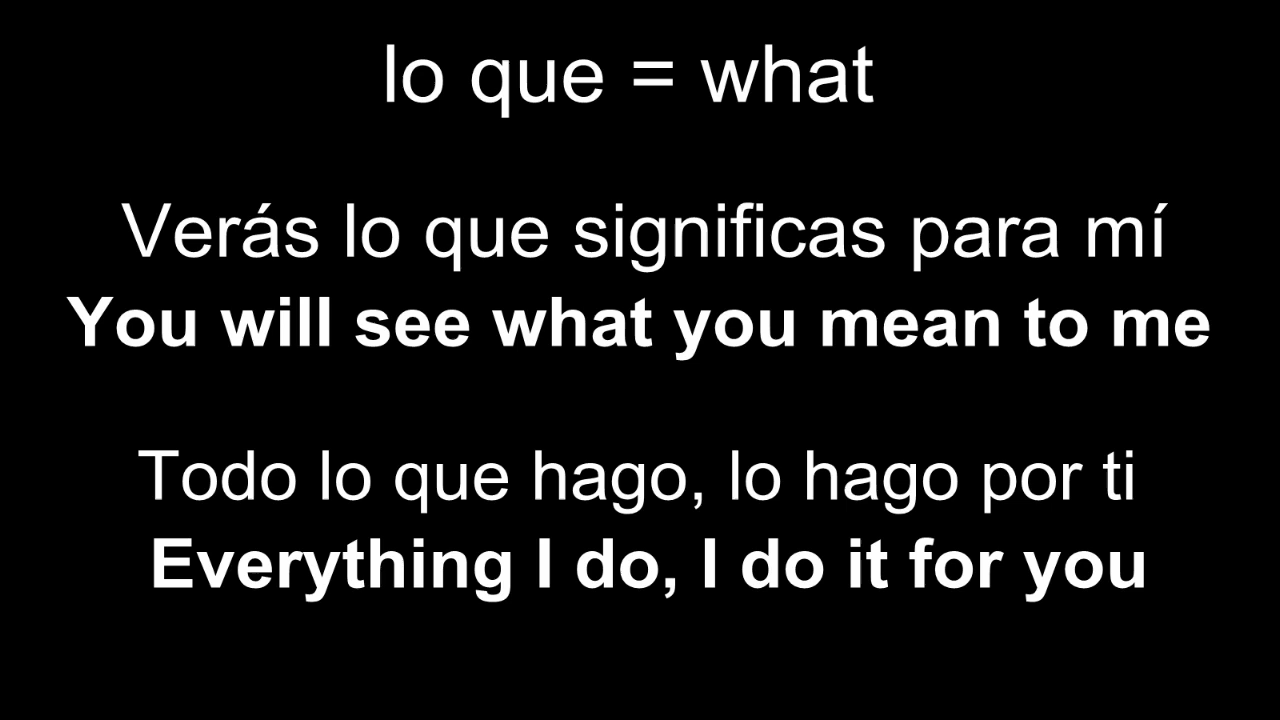 lo que = what
Verás lo que significas para mí
You will see what you mean to me
Todo lo que hago, lo hago por ti
Everything I do, I do it for you